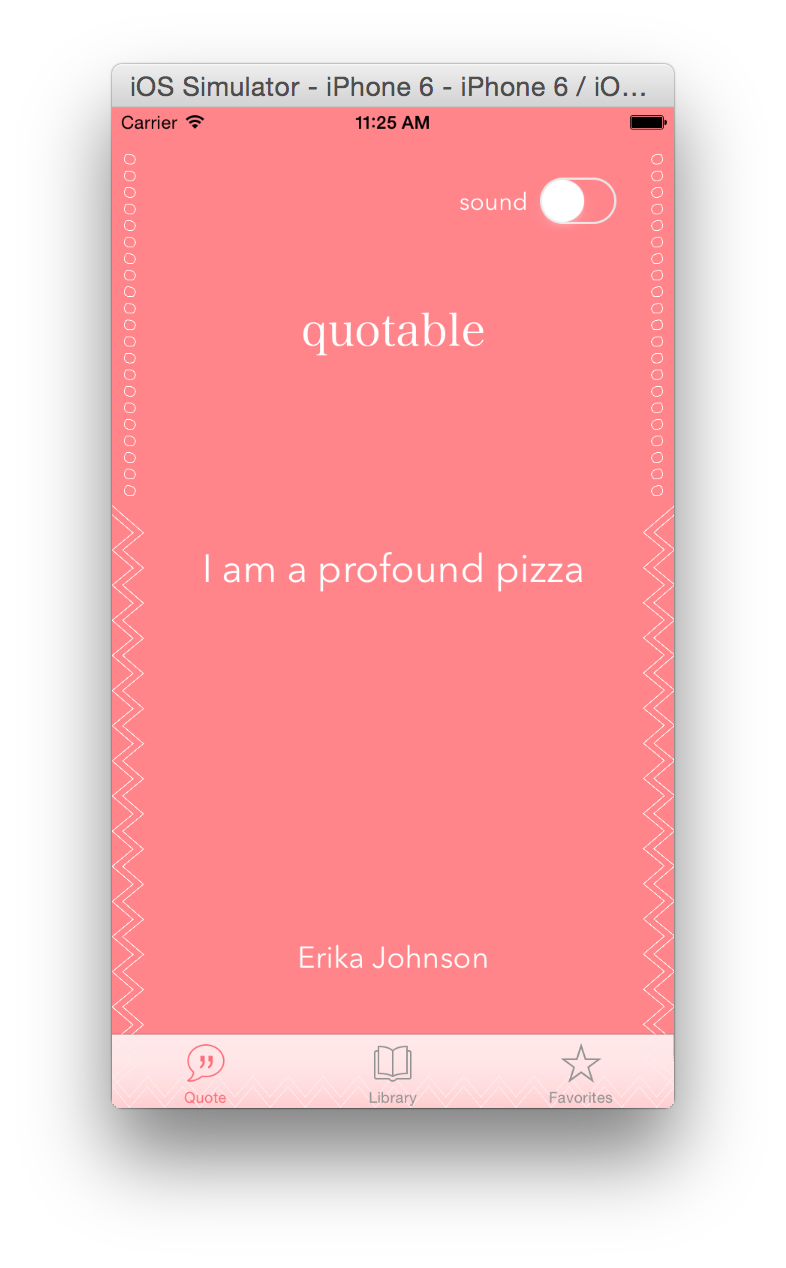 iOS Simulator - iPhone 6 - iPhone 6 / iO...
Carrier 11:25 AM
sound
quotable
I am a profound pizza
Erika Johnson
Quote Library Favorites